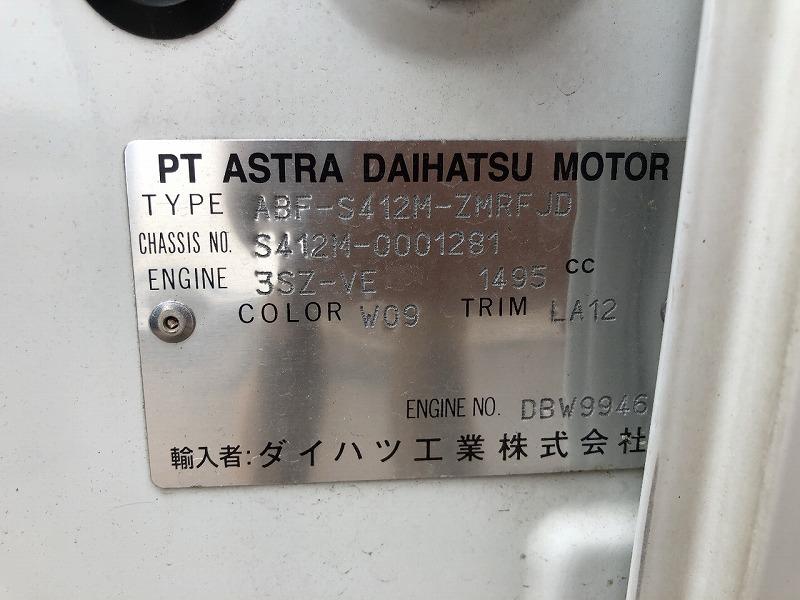 PT ASTRA DAIHATSU MOTOR
TYPE ABF-S412M-ZMRFJD
CHASSIS NO. S412M-0001281
ENGINE 3SZ-VE 1495 cc
COLOR W09 TRIM LA12
ENGINE NO. DBW9946
輸入者:ダイハツ工業株式会社